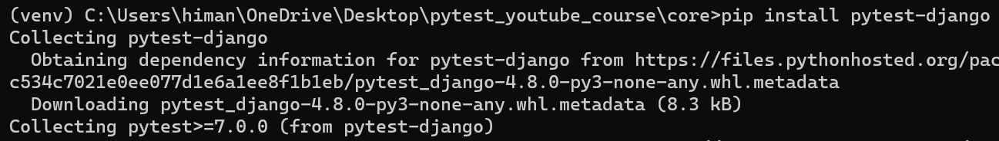 (venv) C:\Users\himan\OneDrive\Desktop\pytest_youtube_course\core>pip install pytest-django
Collecting pytest-django
  Obtaining dependency information for pytest-django from https://files.pythonhosted.org/pac
c534c7021e0ee077d1e6a1ee8f1b1eb/pytest_django-4.8.0-py3-none-any.whl.metadata
  Downloading pytest_django-4.8.0-py3-none-any.whl.metadata (8.3 kB)
Collecting pytest>=7.0.0 (from pytest-django)